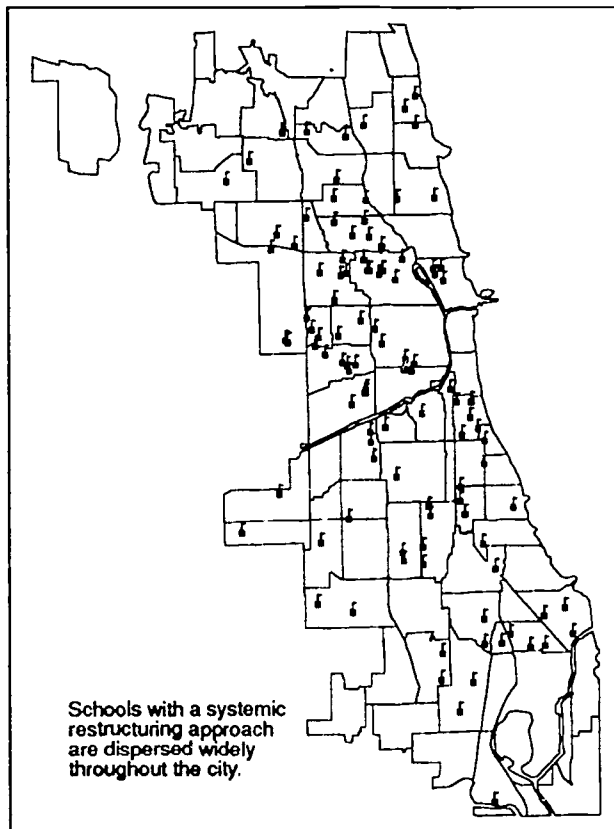 Schools with a systemic
restructuring approach
are dispersed widely
throughout the city.